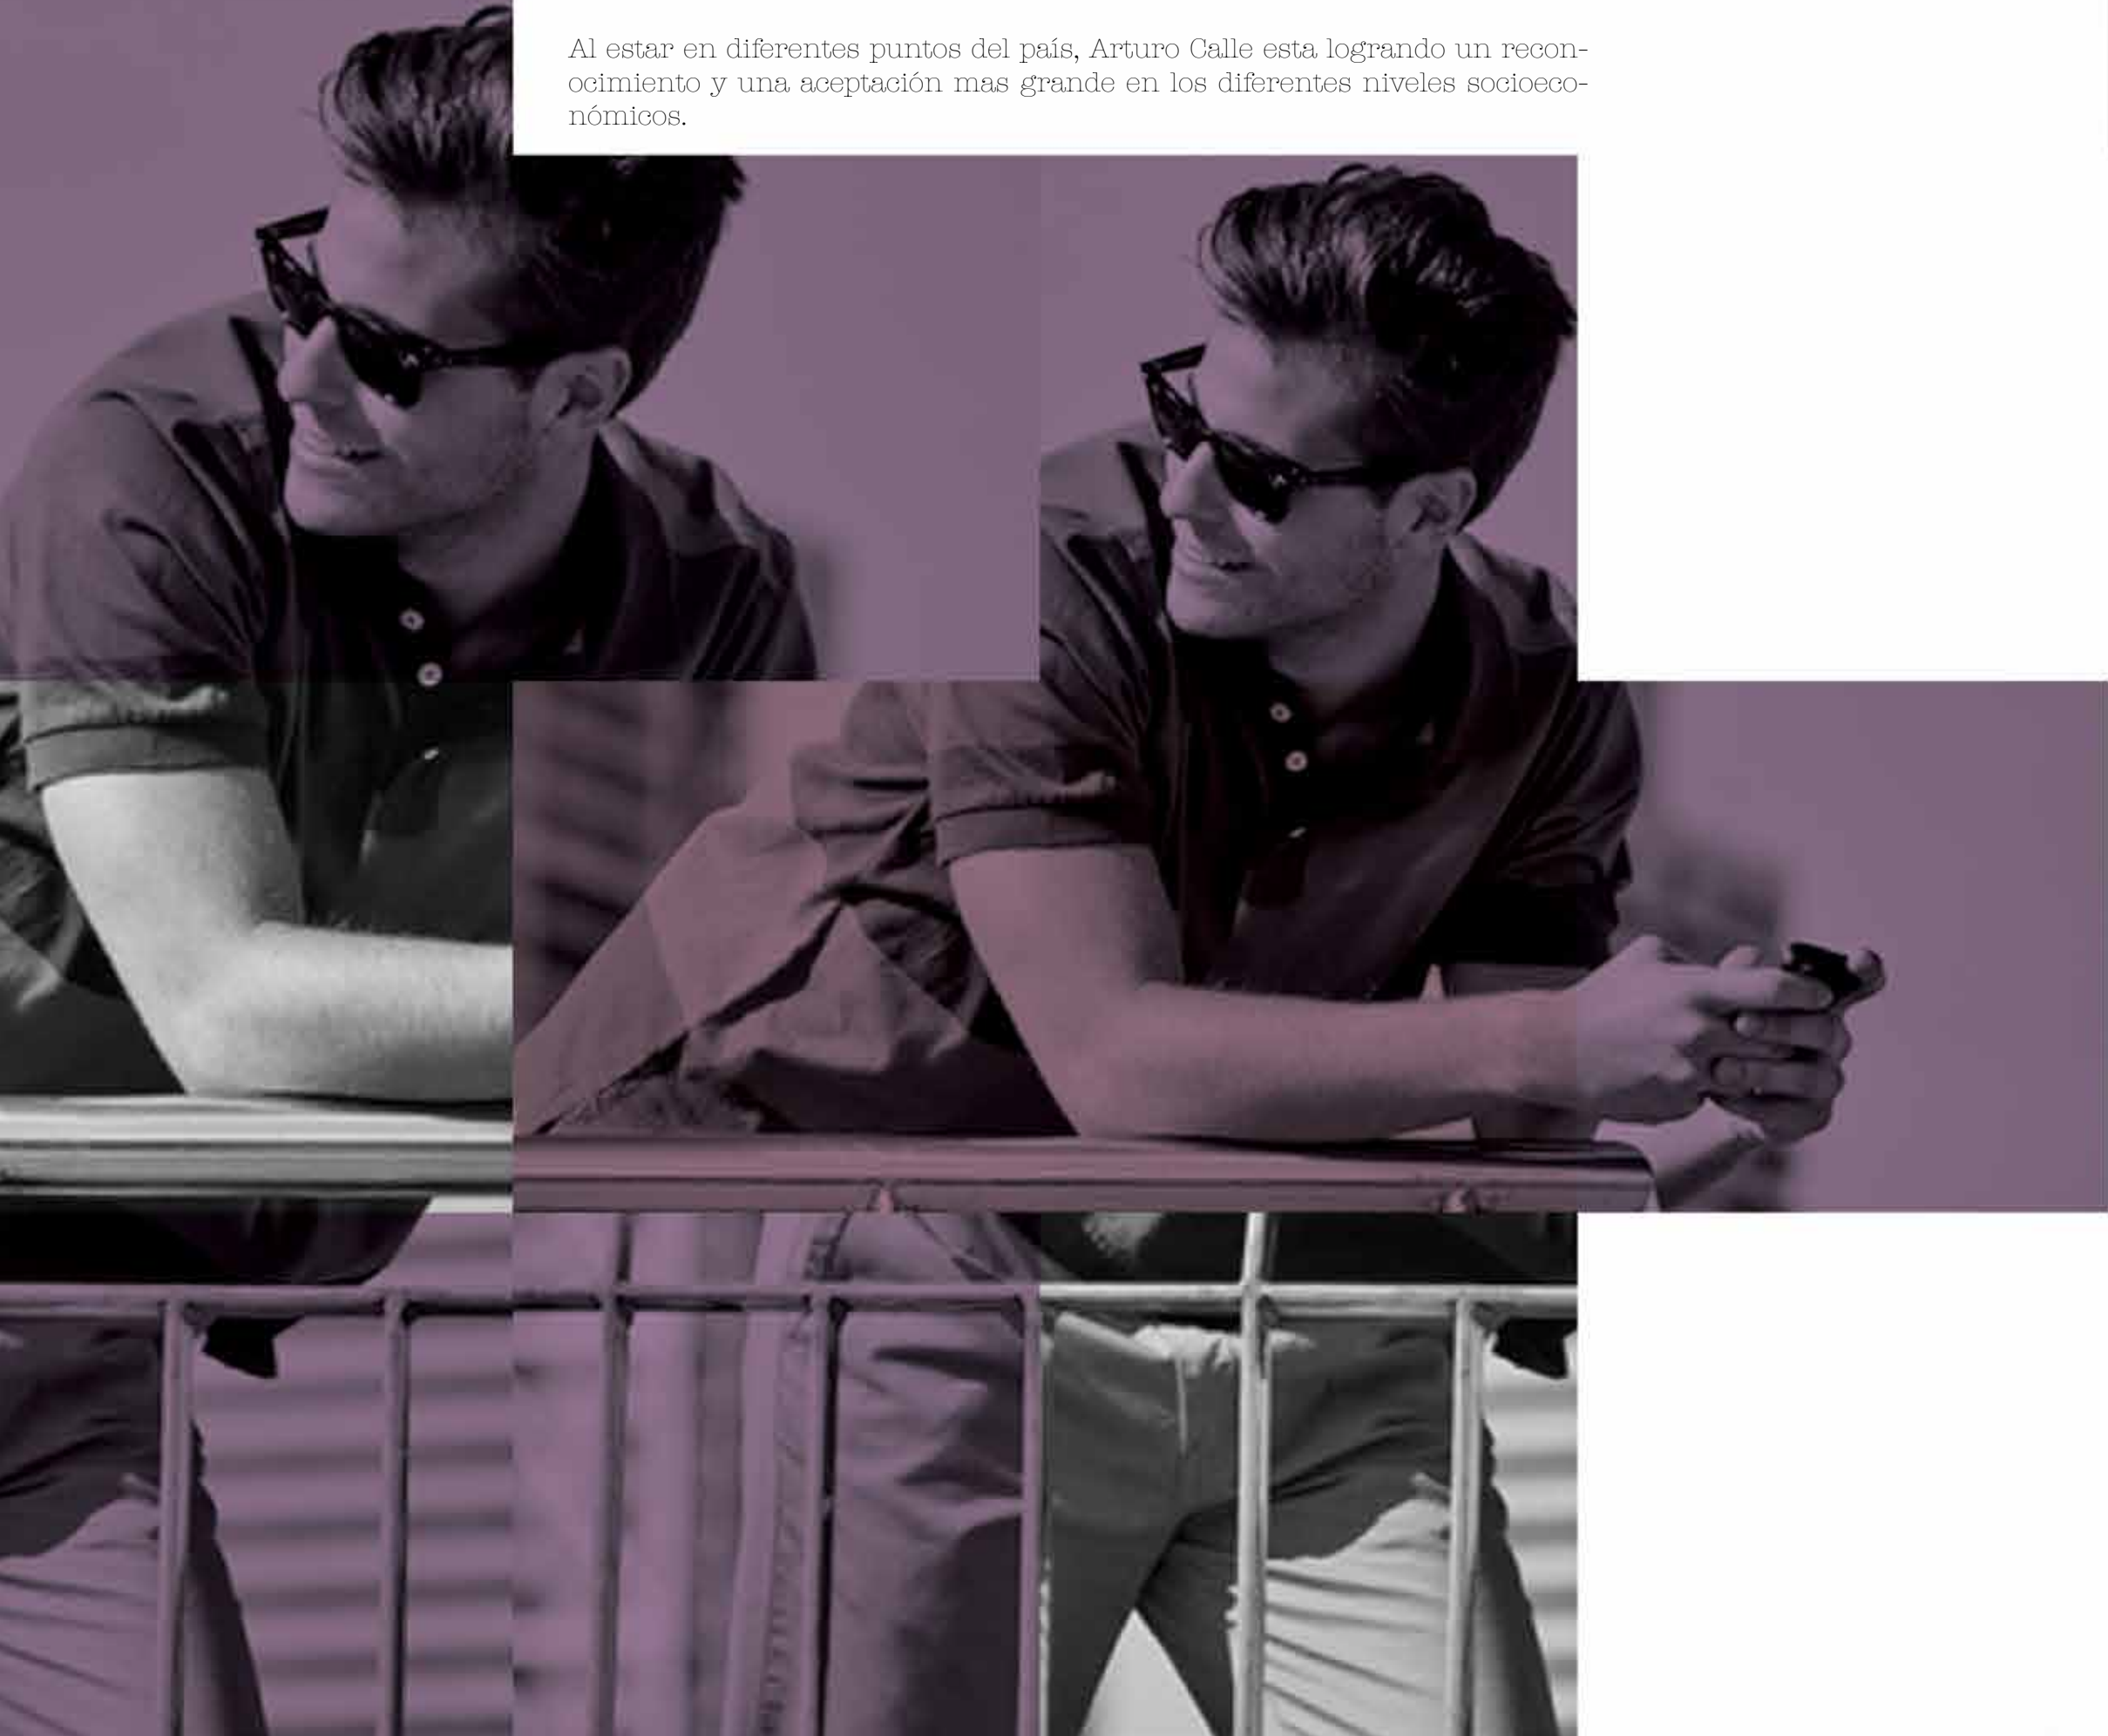 Al estar en diferentes puntos del país, Arturo Calle esta logrando un recon-
ocimiento y una aceptación mas grande en los diferentes niveles socioeco-
nómicos.